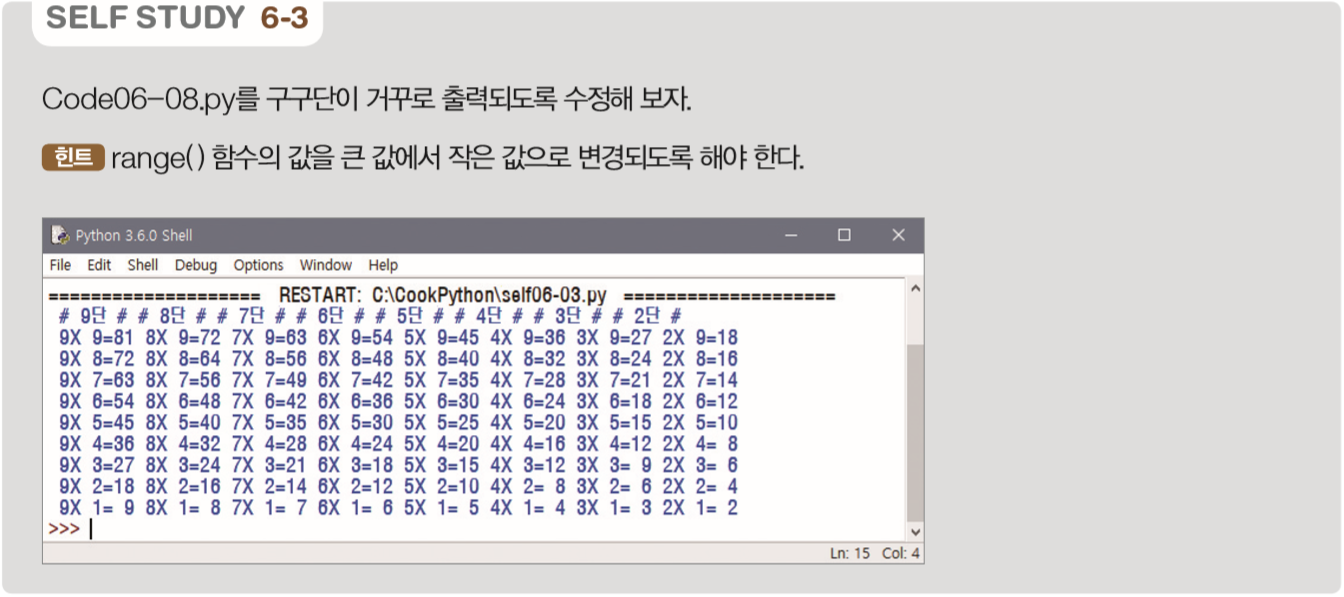 SELF STUDY 6-3
Code06-08.py를 구구단이 거꾸로 출력되도록 수정해 보자.
힌트 range() 함수의 값을 큰 값에서 작은 값으로 변경되도록 해야 한다.
Python 3.6.0 Shell
File Edit Shell Debug Options Window Help
==================== RESTART: C:\CookPython\self06-03.py ====================
# 9단 # # 8단 # # 7단 # # 6단 # # 5단 # # 4단 # # 3단 # # 2단 #
9X 9=81 8X 9=72 7X 9=63 6X 9=54 5X 9=45 4X 9=36 3X 9=27 2X 9=18
9X 8=72 8X 8=64 7X 8=56 6X 8=48 5X 8=40 4X 8=32 3X 8=24 2X 8=16
9X 7=63 8X 7=56 7X 7=49 6X 7=42 5X 7=35 4X 7=28 3X 7=21 2X 7=14
9X 6=54 8X 6=48 7X 6=42 6X 6=36 5X 6=30 4X 6=24 3X 6=18 2X 6=12
9X 5=45 8X 5=40 7X 5=35 6X 5=30 5X 5=25 4X 5=20 3X 5=15 2X 5=10
9X 4=36 8X 4=32 7X 4=28 6X 4=24 5X 4=20 4X 4=16 3X 4=12 2X 4= 8
9X 3=27 8X 3=24 7X 3=21 6X 3=18 5X 3=15 4X 3=12 3X 3= 9 2X 3= 6
9X 2=18 8X 2=16 7X 2=14 6X 2=12 5X 2=10 4X 2= 8 3X 2= 6 2X 2= 4
9X 1= 9 8X 1= 8 7X 1= 7 6X 1= 6 5X 1= 5 4X 1= 4 3X 1= 3 2X 1= 2
>>>
Ln: 15 Col: 4